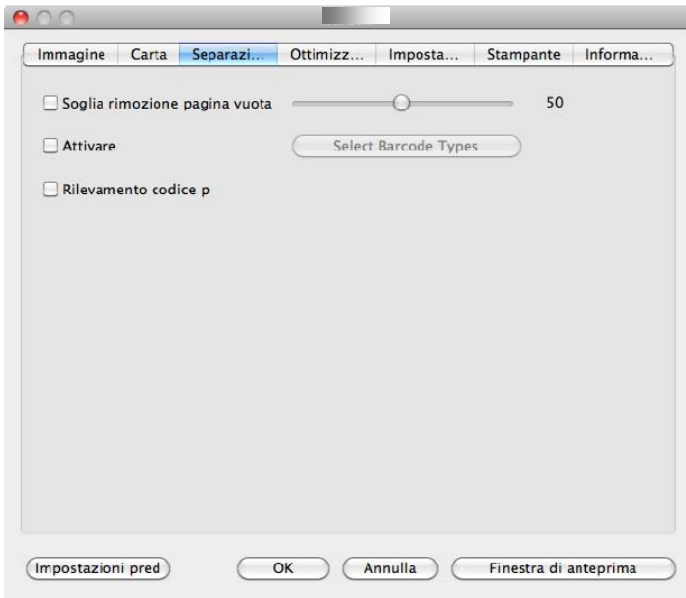 Immagine Carta Separazi... Ottimizz... Imposta... Stampante Informa...
Soglia rimozione pagina vuota 50
Attivare Select Barcode Types
Rilevamento codice p
Impostazioni pred OK Annulla Finestra di anteprima